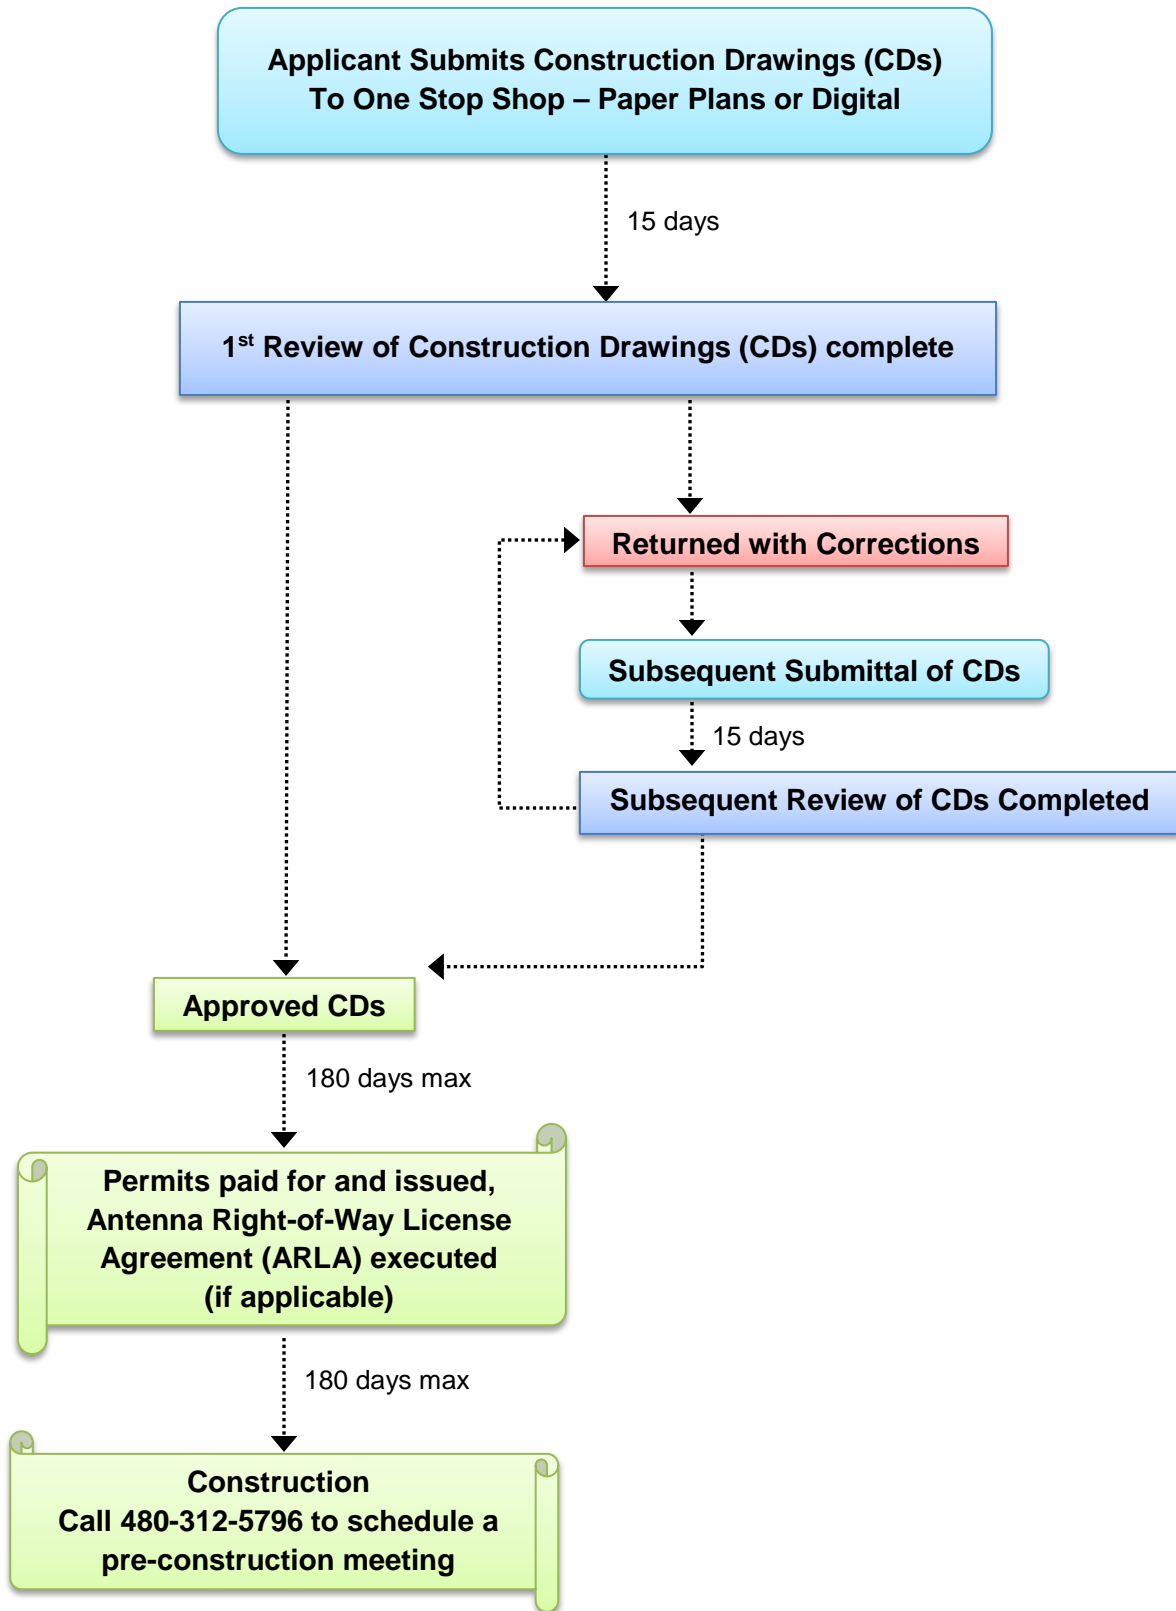 Applicant Submits Construction Drawings (CDs)
To One Stop Shop – Paper Plans or Digital
15 days
1st Review of Construction Drawings (CDs) complete
Returned with Corrections
Subsequent Submittal of CDs
15 days
Subsequent Review of CDs Completed
Approved CDs
180 days max
Permits paid for and issued,
Antenna Right-of-Way License
Agreement (ARLA) executed
(if applicable)
180 days max
Construction
Call 480-312-5796 to schedule a
pre-construction meeting